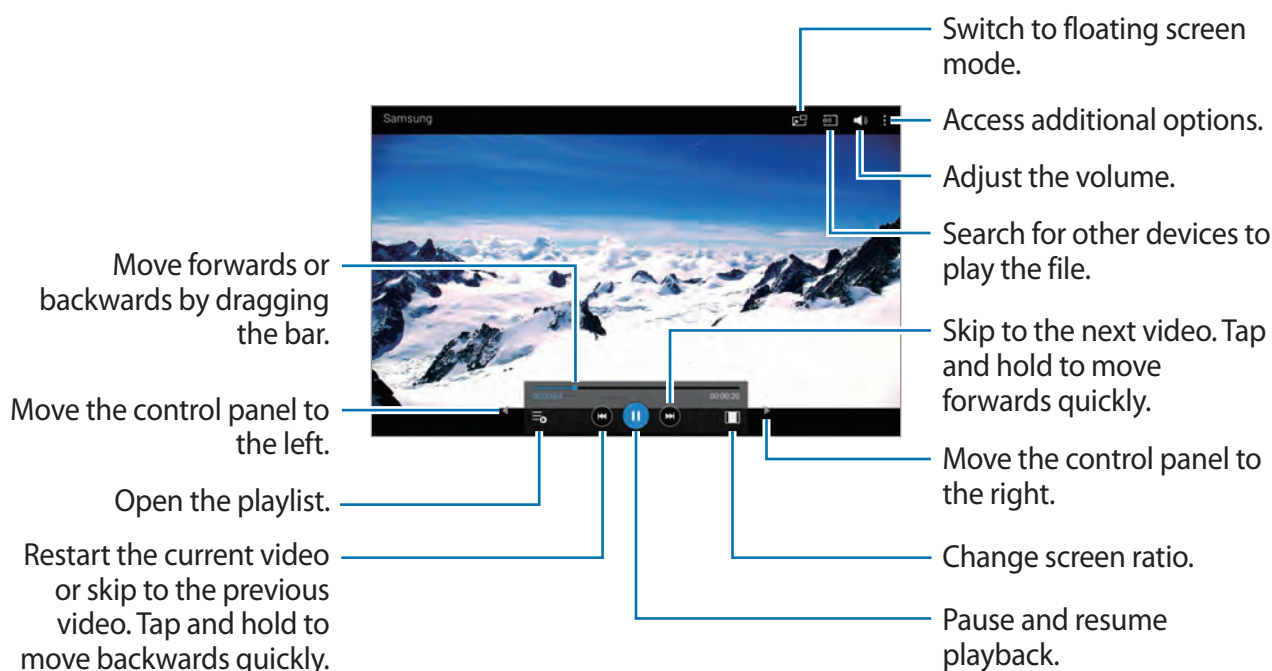 Switch to floating screen
mode.
Samsung
Access additional options.
Adjust the volume.
Search for other devices to
play the file.
Move forwards or
backwards by dragging
the bar.
Skip to the next video. Tap
and hold to move
forwards quickly.
00:00:04
00:00:20
Move the control panel to
the left.
Move the control panel to
the right.
Open the playlist.
Change screen ratio.
Restart the current video
or skip to the previous
video. Tap and hold to
move backwards quickly.
Pause and resume
playback.